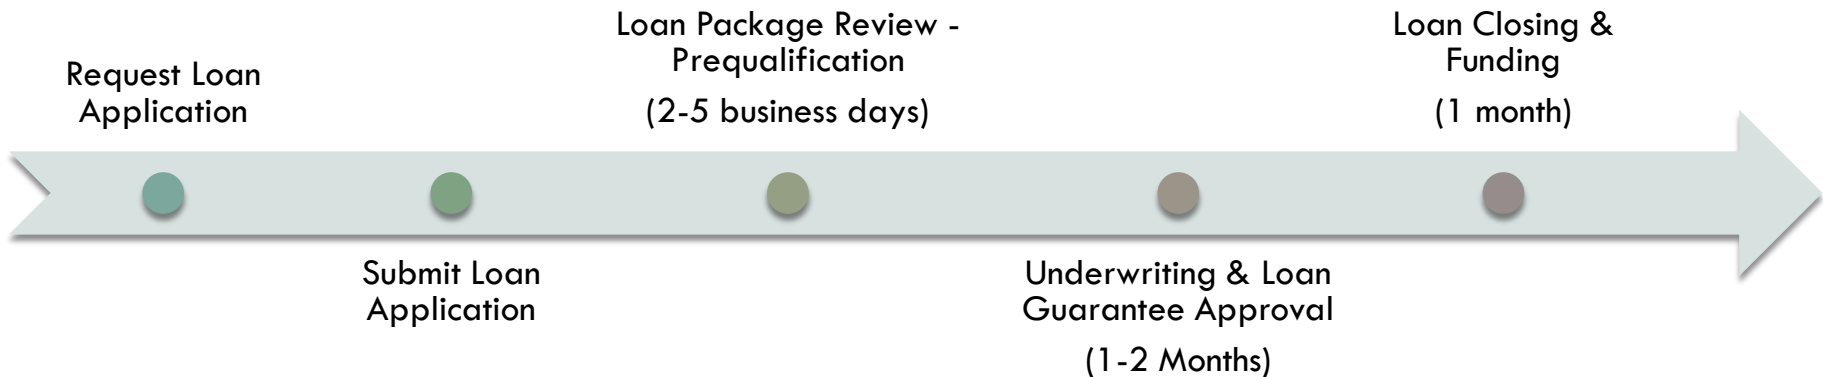 Request Loan
Application
Submit Loan
Application
Loan Package Review -
Prequalification
(2-5 business days)
Underwriting & Loan
Guarantee Approval
(1-2 Months)
Loan Closing &
Funding
(1 month)